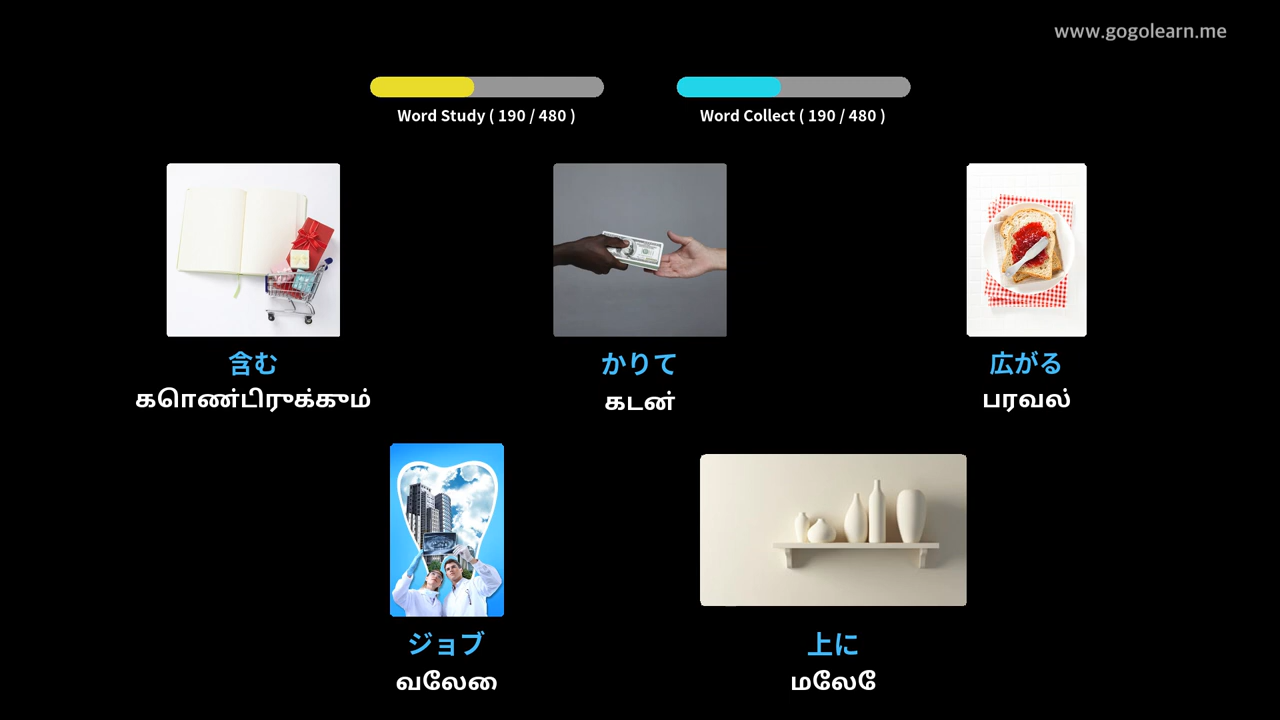 www.gogolearn.me
Word Study ( 190 / 480 )
Word Collect ( 190 / 480 )
含む
கொண்டிருக்கும்
かりて
கடன்
広がる
பரவல்
ジョブ
வேலை
上に
மேலே